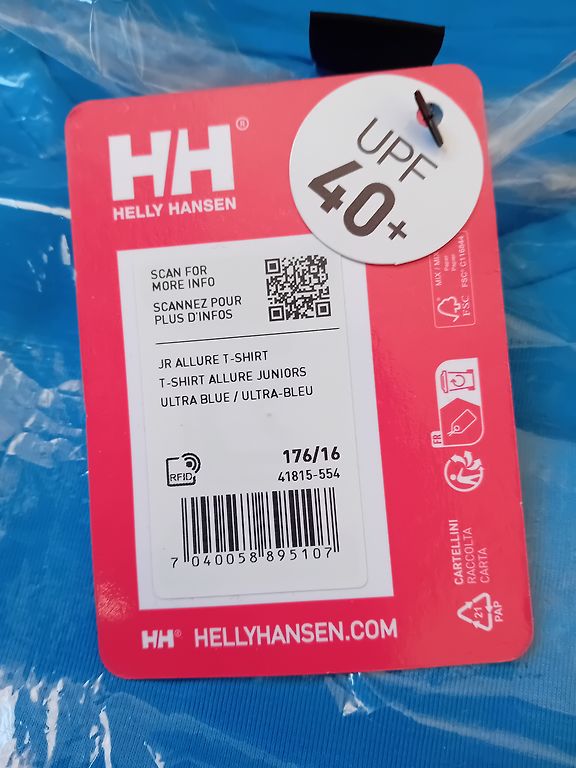 HH®
HELLY HANSEN
UPF
40+
SCAN FOR
MORE INFO
SCANNEZ POUR
PLUS D'INFOS
JR ALLURE T-SHIRT
T-SHIRT ALLURE JUNIORS
ULTRA BLUE / ULTRA-BLEU
RFID
176/16
41815-554
7 040058 895107
HH® HELLYHANSEN.COM
FSC
FR
CARTELLINI
RACCOLTA
CARTA
21
PAP